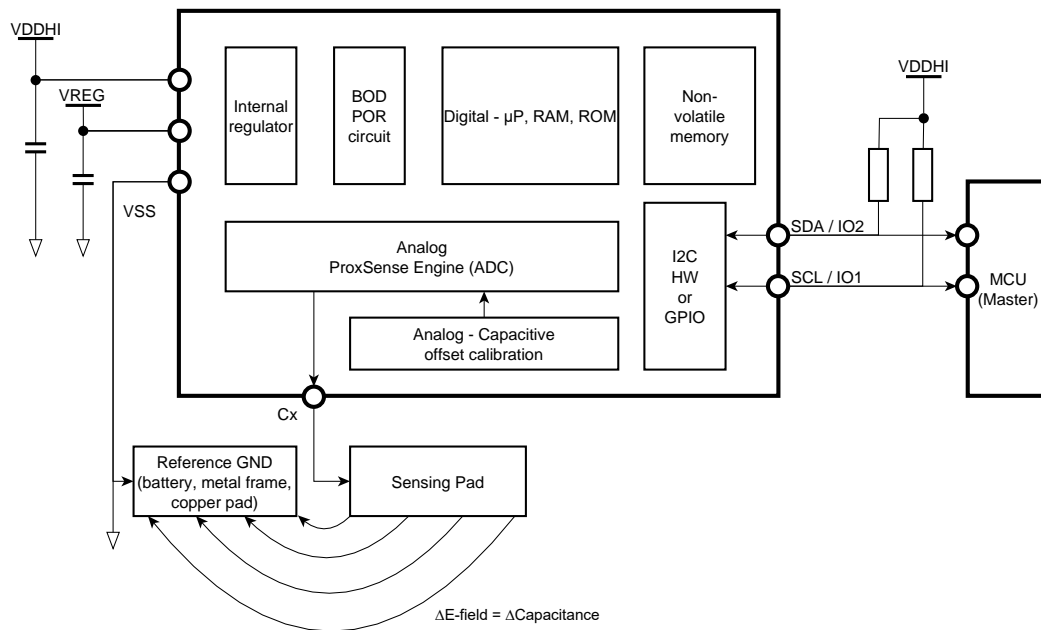 VDDHI
VREG
VSS
Internal
regulator
BOD
POR
circuit
Digital - µP, RAM, ROM
Non-
volatile
memory
VDDHI
Analog
ProxSense Engine (ADC)
I2C
HW
or
GPIO
SDA / IO2
SCL / IO1
MCU
(Master)
Analog - Capacitive
offset calibration
Cx
Reference GND
(battery, metal frame,
copper pad)
Sensing Pad
ΔE-field = ΔCapacitance